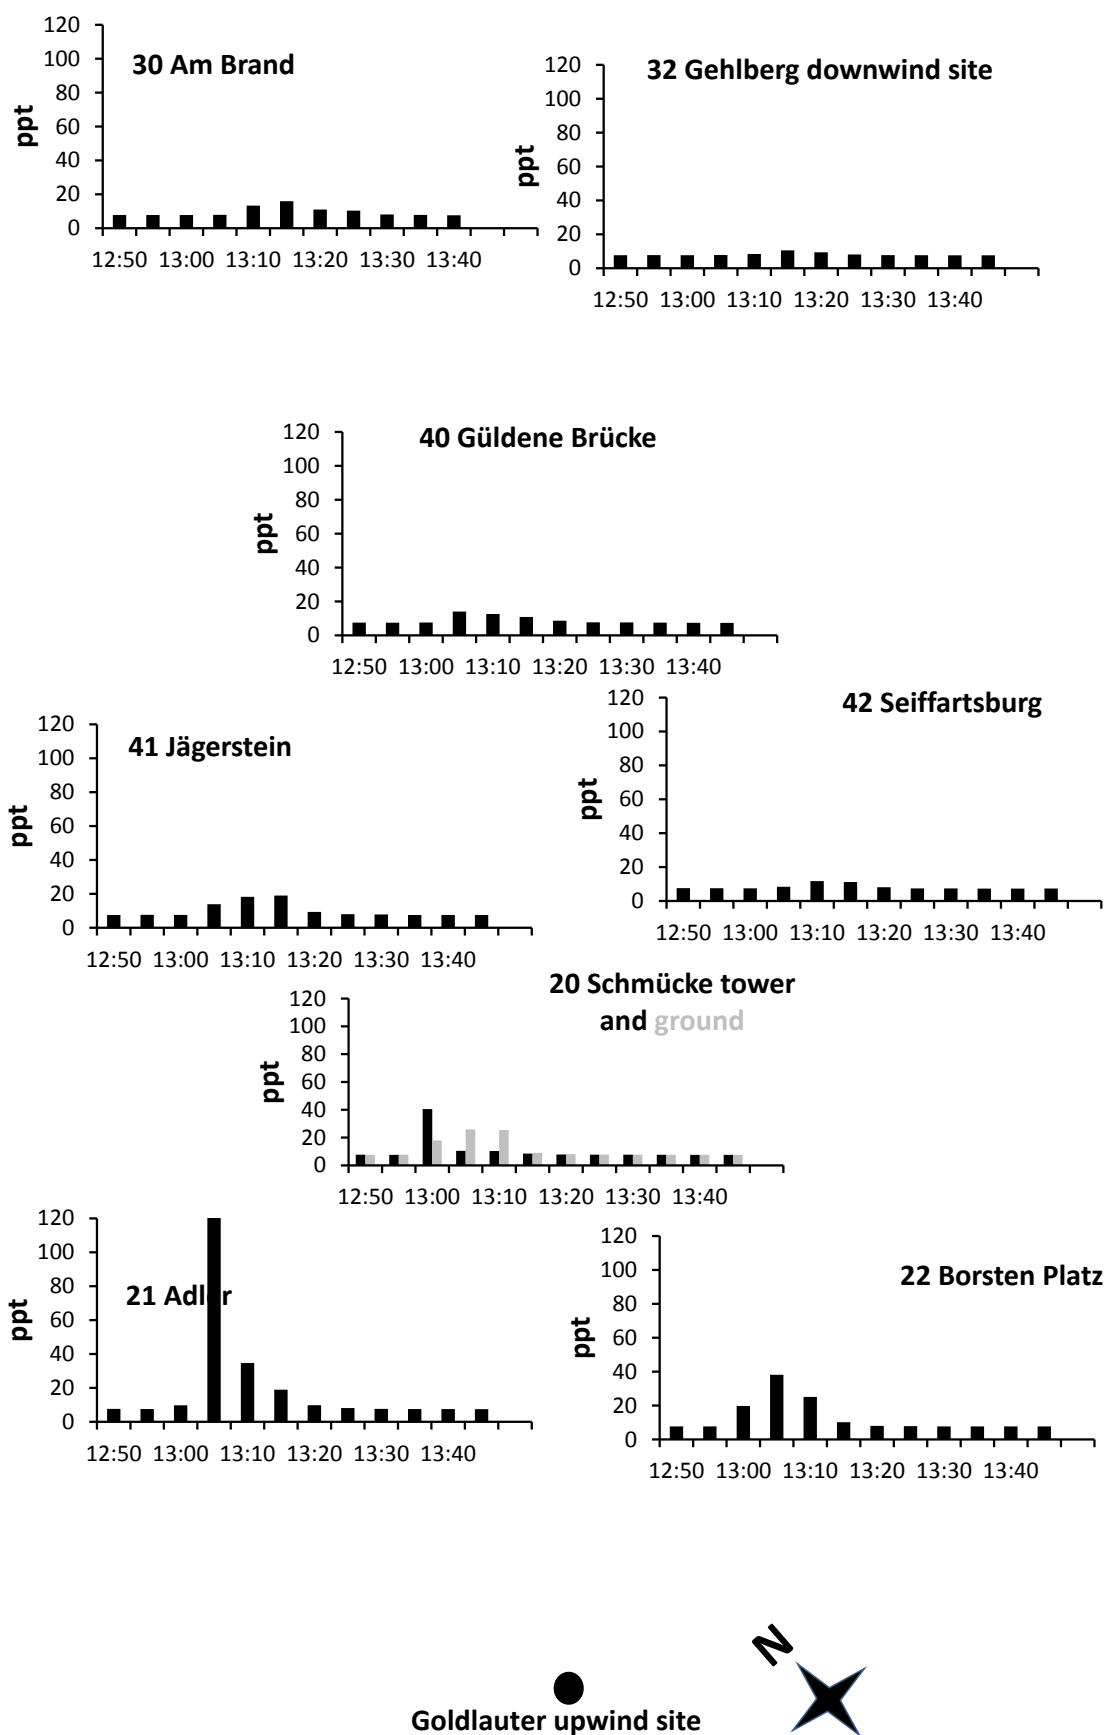 30 Am Brand
ppt
120
100
80
60
40
20
0
12:50 13:00 13:10 13:20 13:30 13:40
32 Gehlberg downwind site
ppt
120
100
80
60
40
20
0
12:50 13:00 13:10 13:20 13:30 13:40
40 Güldene Brücke
ppt
120
100
80
60
40
20
0
12:50 13:00 13:10 13:20 13:30 13:40
41 Jägerstein
ppt
120
100
80
60
40
20
0
12:50 13:00 13:10 13:20 13:30 13:40
42 Seiffartsburg
ppt
120
100
80
60
40
20
0
12:50 13:00 13:10 13:20 13:30 13:40
20 Schmücke tower
and ground
ppt
120
100
80
60
40
20
0
12:50 13:00 13:10 13:20 13:30 13:40
21 Adler
ppt
120
100
80
60
40
20
0
12:50 13:00 13:10 13:20 13:30 13:40
22 Borsten Platz
ppt
120
100
80
60
40
20
0
12:50 13:00 13:10 13:20 13:30 13:40
N
Goldlauter upwind site